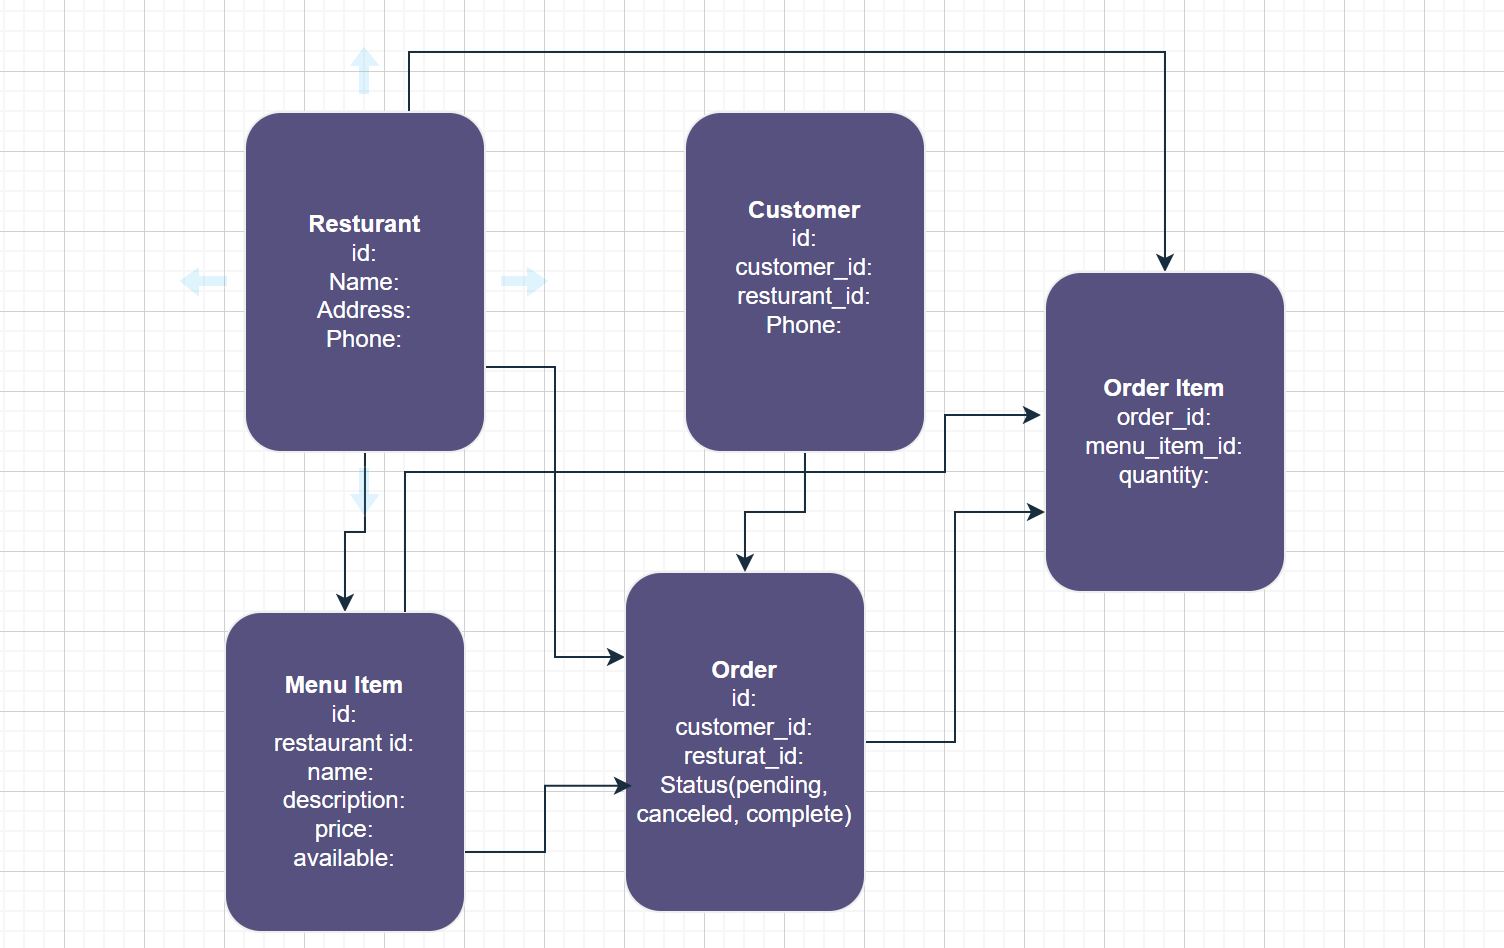 Resturant
id:
Name:
Address:
Phone:
Customer
id:
customer_id:
resturant_id:
Phone:
Order Item
order_id:
menu_item_id:
quantity:
Menu Item
id:
restaurant id:
name:
description:
price:
available:
Order
id:
customer_id:
resturat_id:
Status(pending,
canceled, complete)